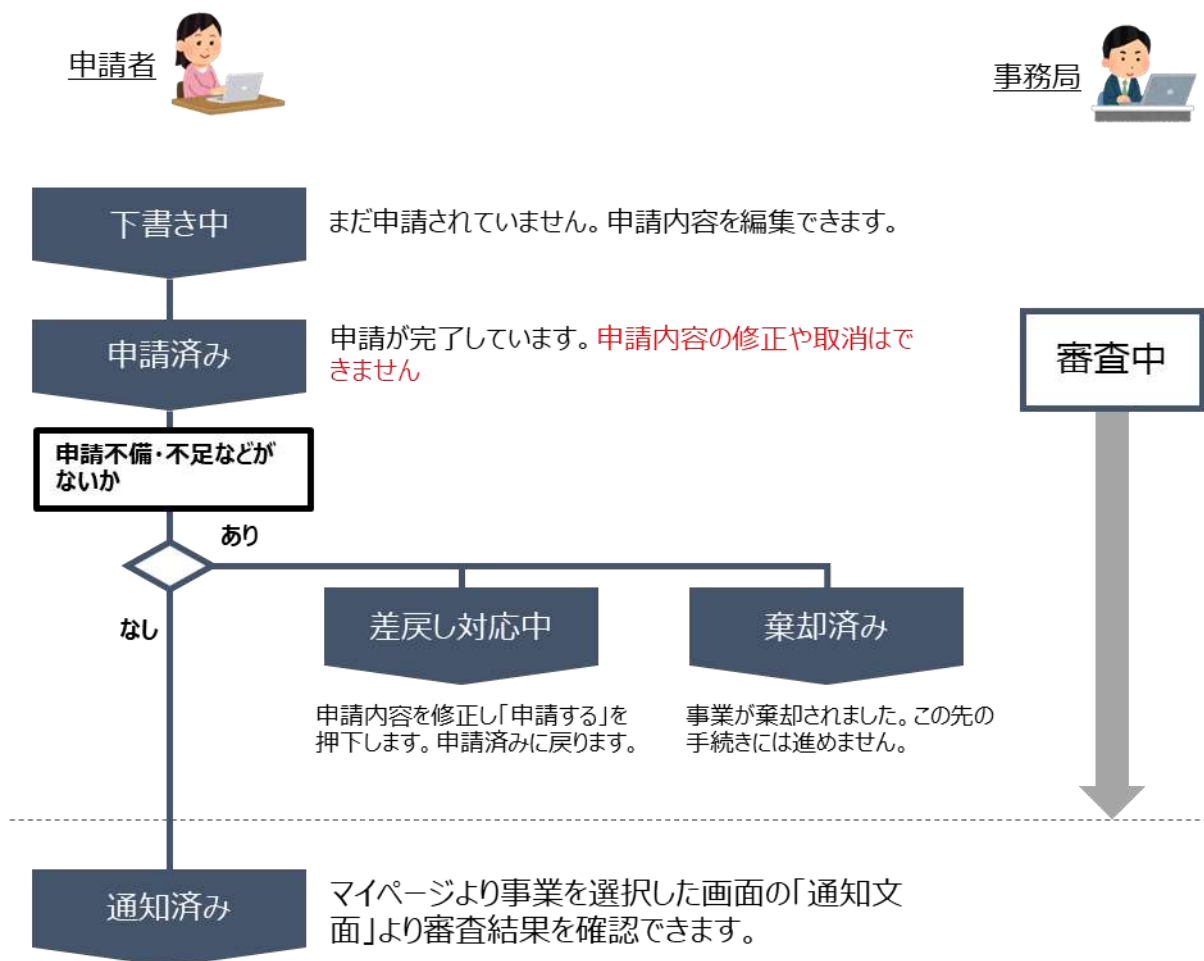 申請者
事務局
下書き中
まだ申請されていません。申請内容を編集できます。
申請済み
申請が完了しています。申請内容の修正や取消はで
きません
審査中
申請不備・不足などが
ないか
あり
なし
差戻し対応中
棄却済み
申請内容を修正し「申請する」を
押下します。申請済みに戻ります。
事業が棄却されました。この先の
手続きには進めません。
通知済み
マイページより事業を選択した画面の「通知文
面」より審査結果を確認できます。